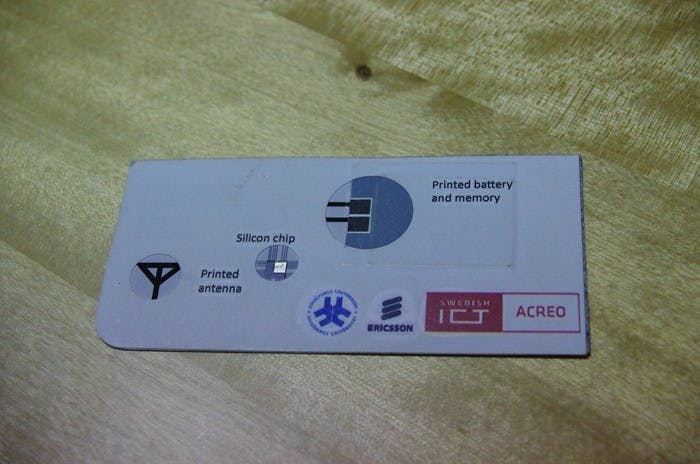 Printed battery
and memory
Silicon chip
Printed
antenna
ERICSSON
SWEDISH
ICT
ACREO